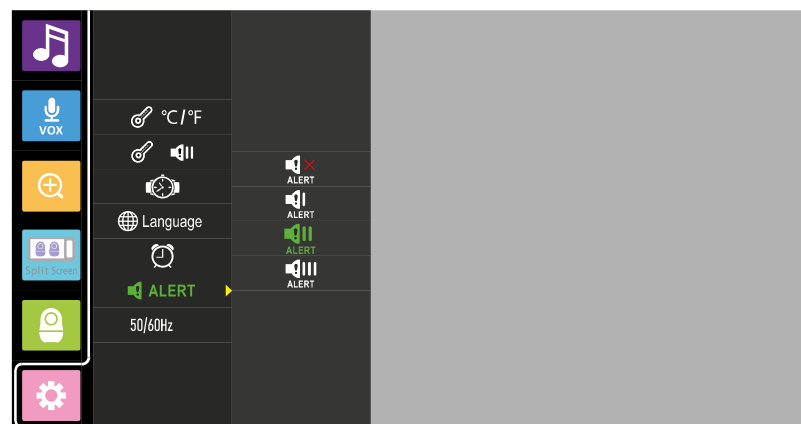 VOX
Split Screen
°C/°F
Language
ALERT
50/60Hz
ALERT
ALERT
ALERT
ALERT